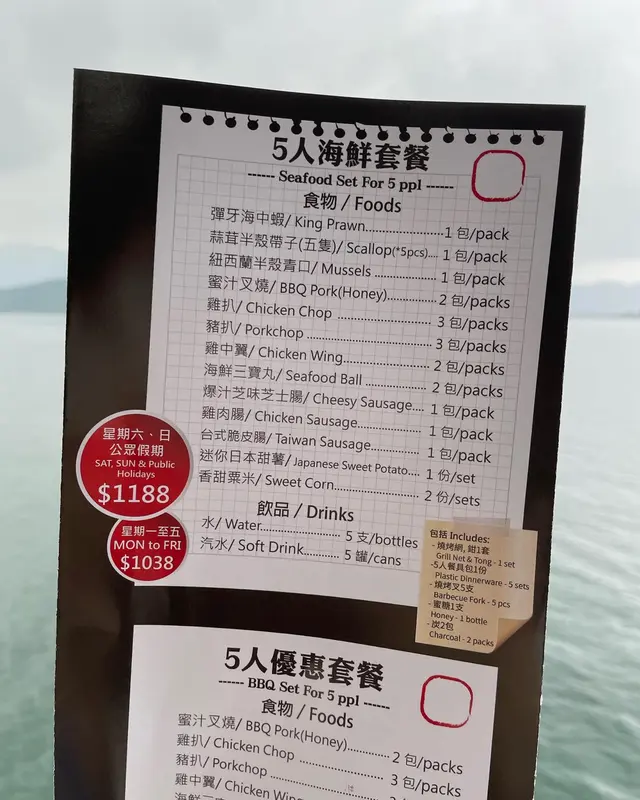 5人海鮮套餐
------ Seafood Set For 5 ppl ------
食物 / Foods
彈牙海中蝦/ King Prawn........................1 包/pack
蒜茸半殼帶子(五隻)/ Scallop(*5pcs).... 1 包/pack
紐西蘭半殼青口/ Mussels .................. 1 包/pack
蜜汁叉燒/ BBQ Pork(Honey)............... 2 包/packs
雞扒/ Chicken Chop ........................ 3 包/packs
豬扒/ Porkchop ............................... 3 包/packs
雞中翼/ Chicken Wing...................... 2 包/packs
海鮮三寶丸/ Seafood Ball .................. 2 包/packs
爆汁芝味芝士腸/ Cheesy Sausage.... 1 包/pack
雞肉腸/ Chicken Sausage.................. 1 包/pack
台式脆皮腸/ Taiwan Sausage............. 1 包/pack
迷你日本甜薯/ Japanese Sweet Potato.... 1 份/set
香甜粟米/ Sweet Corn........................ 2 份/sets
飲品 / Drinks
水/ Water........................ 5 支/bottles
汽水/ Soft Drink........... 5 罐/cans
星期六、日
公眾假期
SAT, SUN & Public
Holidays
$1188
星期一至五
MON to FRI
$1038
包括 Includes:
- 燒烤網, 鉗1套
Grill Net & Tong - 1 set
-5人餐具包1份
Plastic Dinnerware - 5 sets
- 燒烤叉5支
Barbecue Fork - 5 pcs
- 蜜糖1支
Honey - 1 bottle
- 炭2包
Charcoal - 2 packs
5人優惠套餐
------ BBQ Set For 5 ppl ------
食物 / Foods
蜜汁叉燒/ BBQ Pork(Honey)............ 2 包/packs
雞扒/ Chicken Chop ..................... 3 包/packs
豬扒/ Porkchop
雞中翼/ Chicken Wing